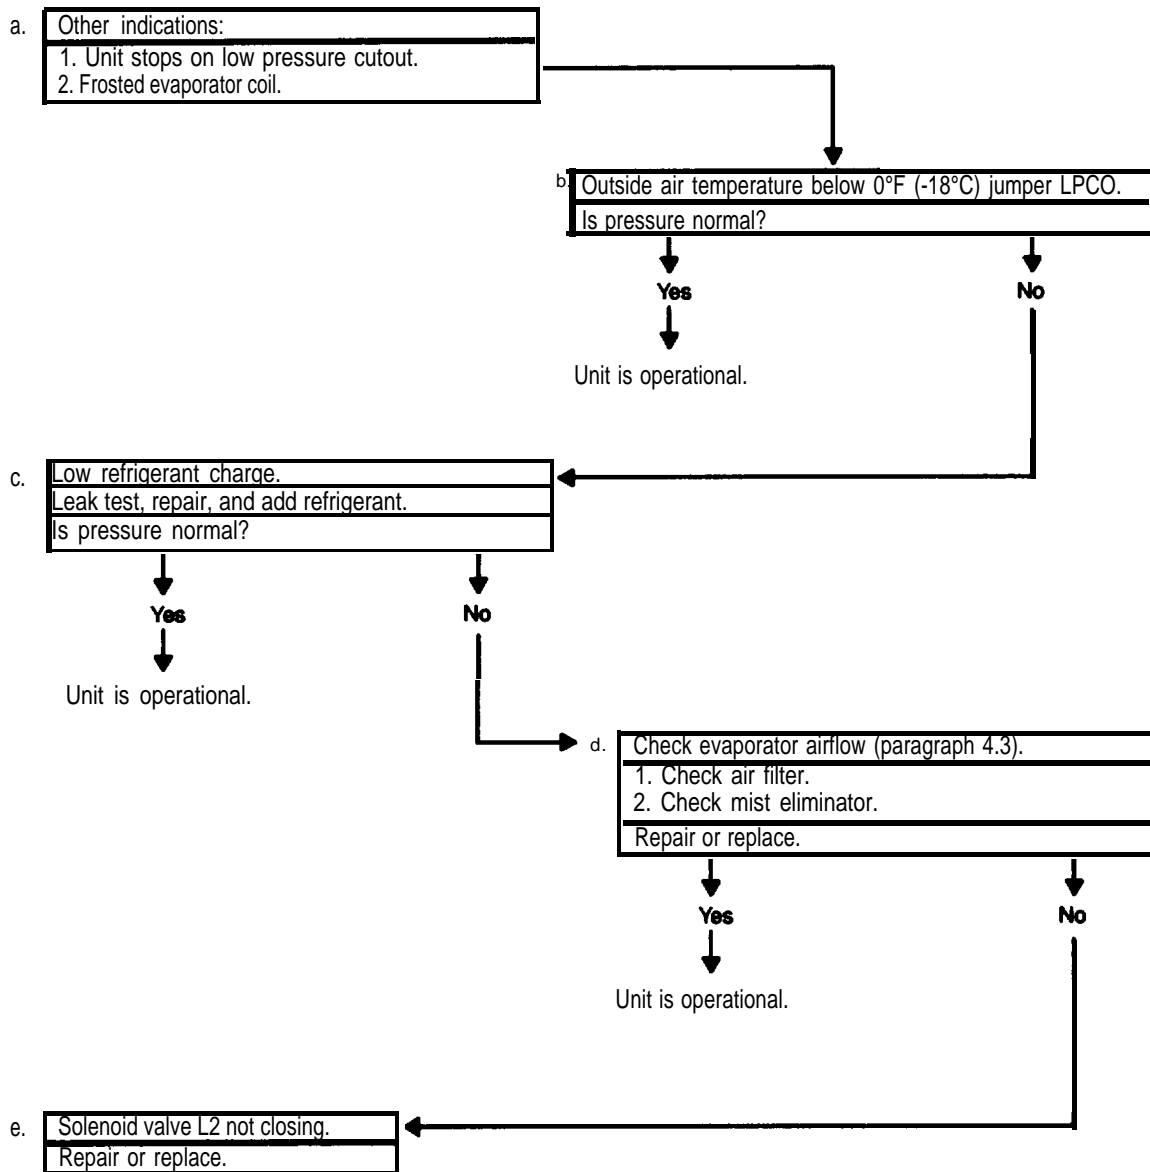 a.
Other indications:
1. Unit stops on low pressure cutout.
2. Frosted evaporator coil.
b.
Outside air temperature below 0°F (-18°C) jumper LPCO.
Is pressure normal?
Yes
No
Unit is operational.
c.
Low refrigerant charge.
Leak test, repair, and add refrigerant.
Is pressure normal?
Yes
No
Unit is operational.
d.
Check evaporator airflow (paragraph 4.3).
1. Check air filter.
2. Check mist eliminator.
Repair or replace.
Yes
No
Unit is operational.
e.
Solenoid valve L2 not closing.
Repair or replace.